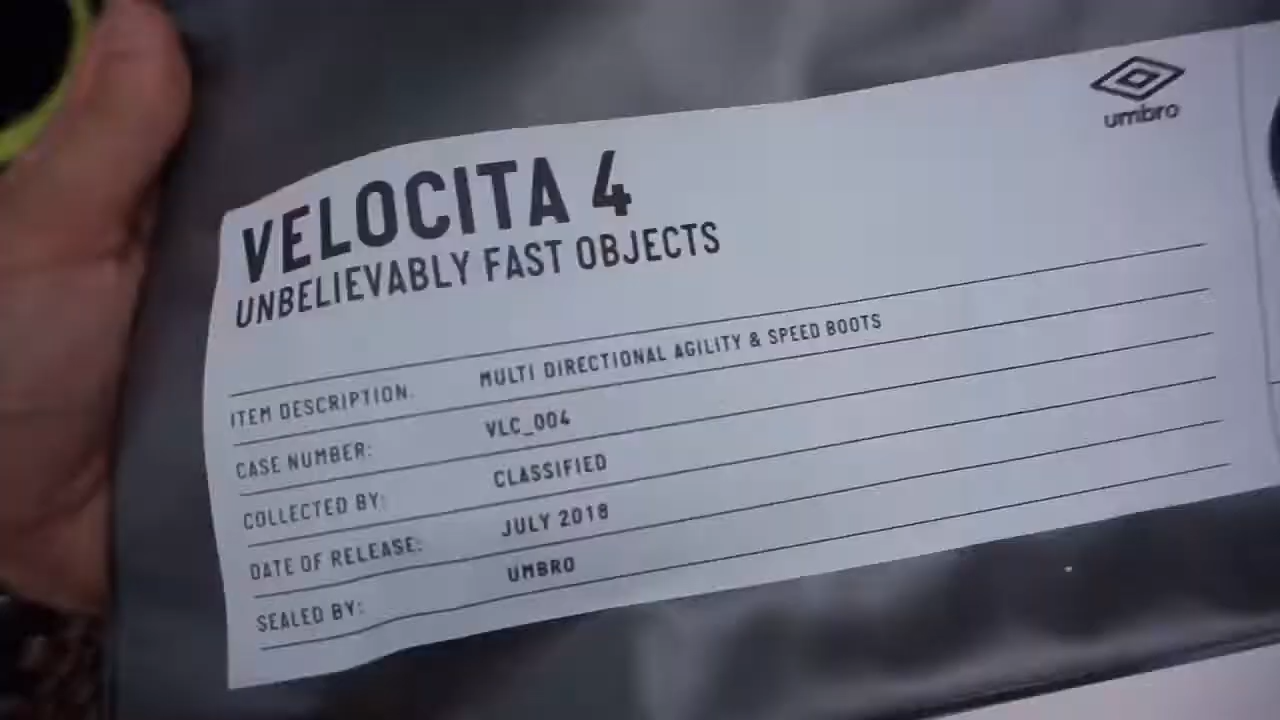 umbro
VELOCITA 4
UNBELIEVABLY FAST OBJECTS
ITEM DESCRIPTION: MULTI DIRECTIONAL AGILITY & SPEED BOOTS
CASE NUMBER: VLC_004
COLLECTED BY: CLASSIFIED
DATE OF RELEASE: JULY 2018
SEALED BY: UMBRO